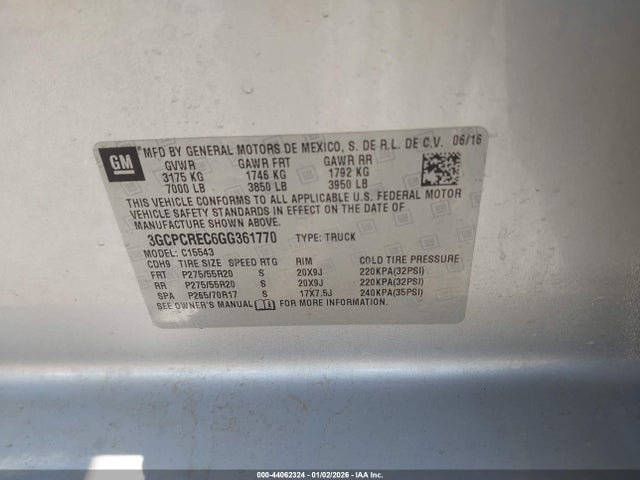 GM
MFD BY GENERAL MOTORS DE MEXICO, S. DE R.L. DE C.V. 06/16
GVWR GAWR FRT GAWR RR
3175 KG 1746 KG 1792 KG
7000 LB 3850 LB 3950 LB
THIS VEHICLE CONFORMS TO ALL APPLICABLE U.S. FEDERAL MOTOR
VEHICLE SAFETY STANDARDS IN EFFECT ON THE DATE OF
MANUFACTURE SHOWN ABOVE.
3GCPCREC6GG361770 TYPE: TRUCK
MODEL: C15543
CDH9 TIRE SIZE SPEED RTG RIM COLD TIRE PRESSURE
FRT P275/55R20 S 20X9J 220KPA(32PSI)
RR P275/55R20 S 20X9J 220KPA(32PSI)
SPA P265/70R17 S 17X7.5J 240KPA(35PSI)
SEE OWNER'S MANUAL FOR MORE INFORMATION.
000-44062324 | 01/02/2026 - © IAA Inc.